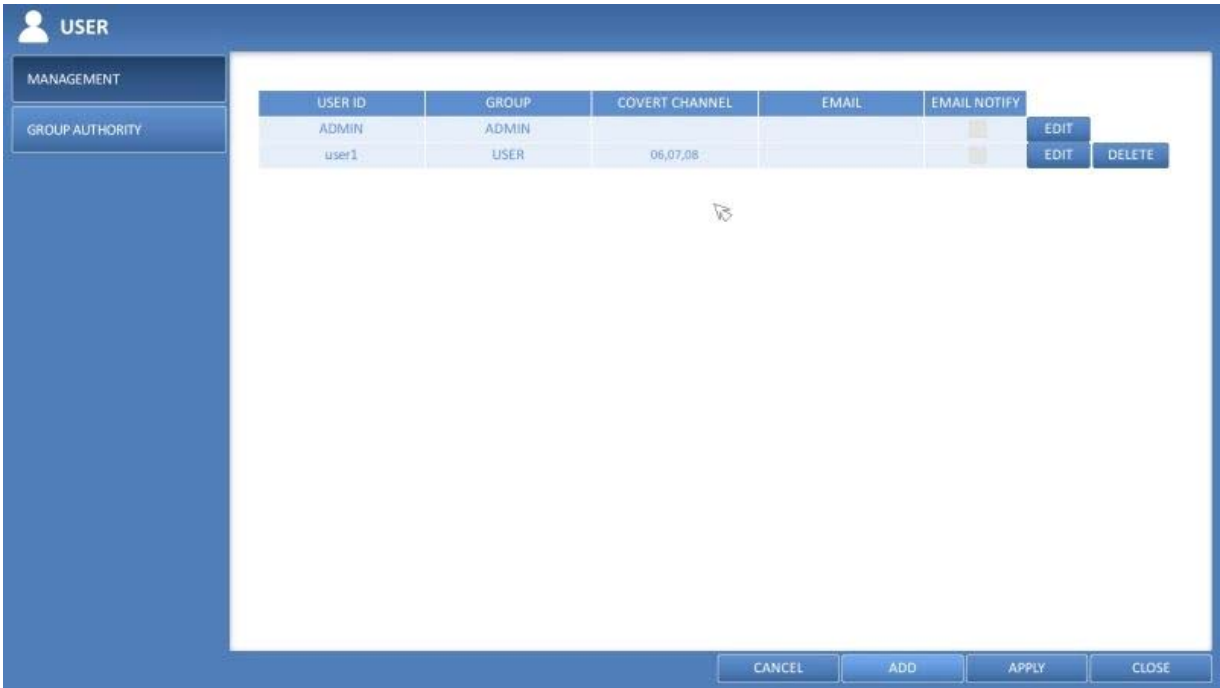 USER
MANAGEMENT
GROUP AUTHORITY
USER ID GROUP COVERT CHANNEL EMAIL EMAIL NOTIFY
ADMIN ADMIN EDIT
user1 USER 06,07,08 EDIT DELETE
CANCEL ADD APPLY CLOSE